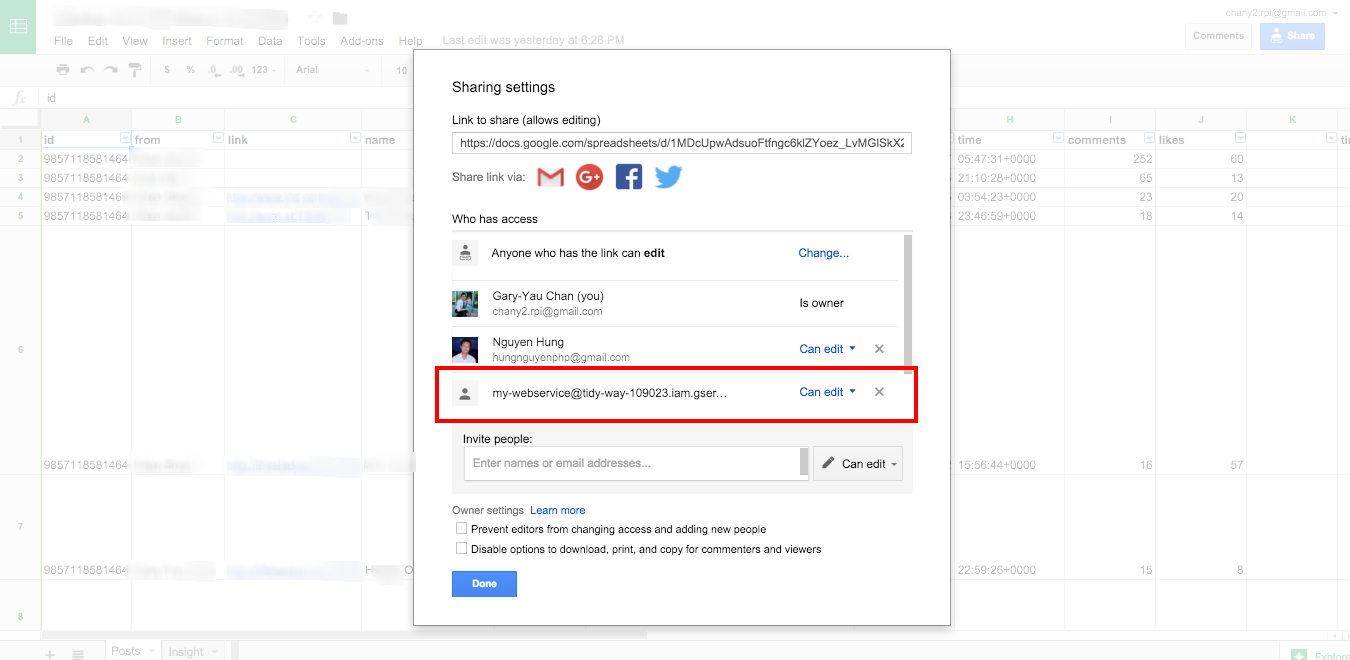 chany2.rpi@gmail.com
File Edit View Insert Format Data Tools Add-ons Help Last edit was yesterday at 6:28 PM
Comments Share
$ % .0 .00 123 Arial 10
fx id
A B C H I J K
1 id from link name time comments likes
2 9857118581464 05:47:31+0000 252 60
3 9857118581464 21:10:28+0000 65 13
4 9857118581464 03:54:23+0000 23 20
5 9857118581464 23:46:59+0000 18 14
6 9857118581464 15:56:44+0000 16 57
7 9857118581464 22:59:26+0000 15 8
8
Posts Insight Explore
Sharing settings
Link to share (allows editing)
https://docs.google.com/spreadsheets/d/1MDcUpwAdsuoFtfngc6klZYoez_LvMGlSkXZ
Share link via: G+ f
Who has access
Anyone who has the link can edit Change...
Gary-Yau Chan (you) Is owner
chany2.rpi@gmail.com
Nguyen Hung Can edit
hungnguyenphp@gmail.com
my-webservice@tidy-way-109023.iam.gser… Can edit
Invite people:
Enter names or email addresses... Can edit
Owner settings Learn more
Prevent editors from changing access and adding new people
Disable options to download, print, and copy for commenters and viewers
Done